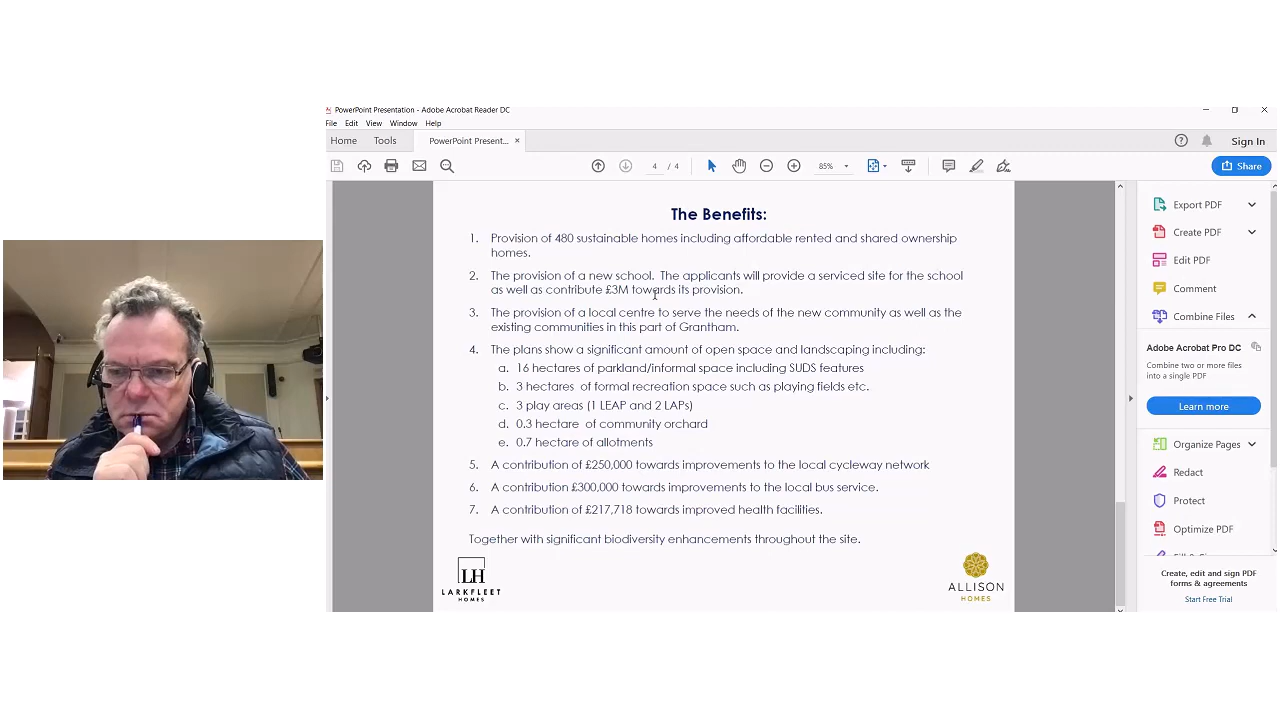 PowerPoint Presentation - Adobe Acrobat Reader DC
File Edit View Window Help
Home Tools PowerPoint Present... ×
Sign In
4 / 4
85%
Share
The Benefits:
1. Provision of 480 sustainable homes including affordable rented and shared ownership
homes.
2. The provision of a new school. The applicants will provide a serviced site for the school
as well as contribute £3M towards its provision.
3. The provision of a local centre to serve the needs of the new community as well as the
existing communities in this part of Grantham.
4. The plans show a significant amount of open space and landscaping including:
a. 16 hectares of parkland/informal space including SUDS features
b. 3 hectares of formal recreation space such as playing fields etc.
c. 3 play areas (1 LEAP and 2 LAPs)
d. 0.3 hectare of community orchard
e. 0.7 hectare of allotments
5. A contribution of £250,000 towards improvements to the local cycleway network
6. A contribution £300,000 towards improvements to the local bus service.
7. A contribution of £217,718 towards improved health facilities.
Together with significant biodiversity enhancements throughout the site.
LH
LARKFLEET
HOMES
ALLISON
HOMES
Export PDF
Create PDF
Edit PDF
Comment
Combine Files
Adobe Acrobat Pro DC
Combine two or more files
into a single PDF
Learn more
Organize Pages
Redact
Protect
Optimize PDF
Create, edit and sign PDF
forms & agreements
Start Free Trial